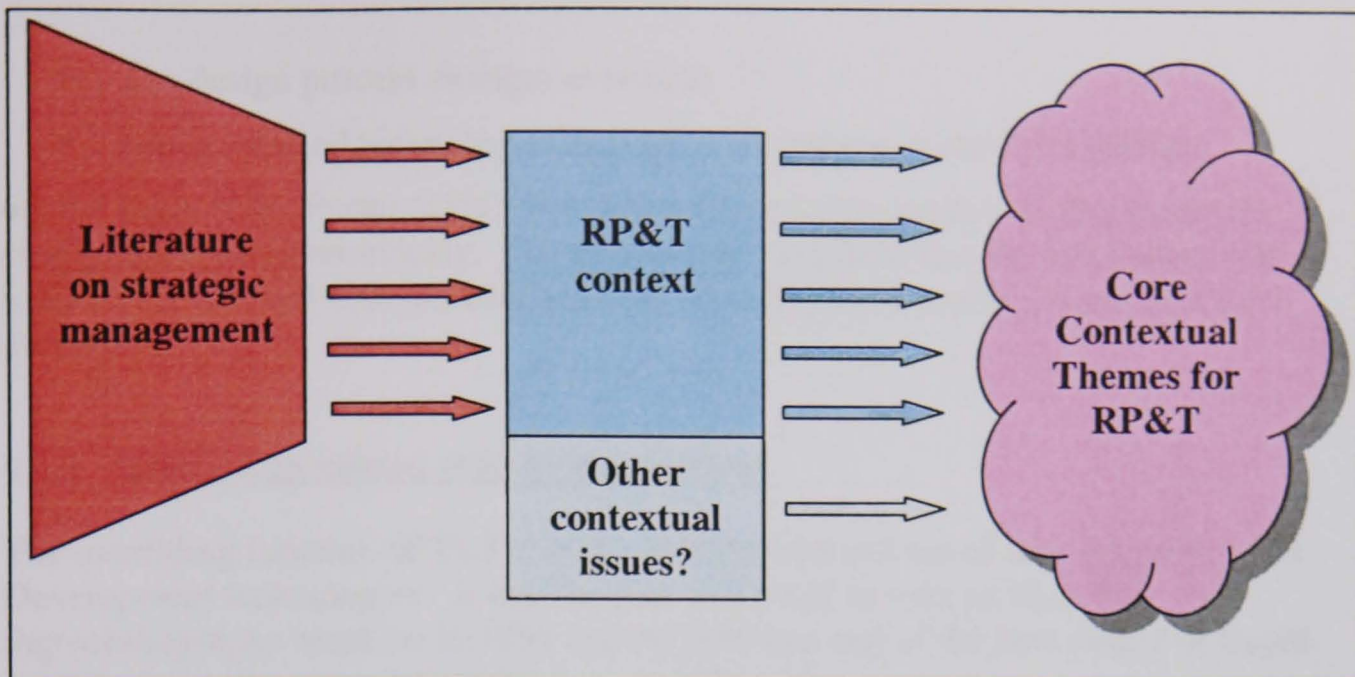 Literature
on strategic
management
RP&T
context
Other
contextual
issues?
Core
Contextual
Themes for
RP&T